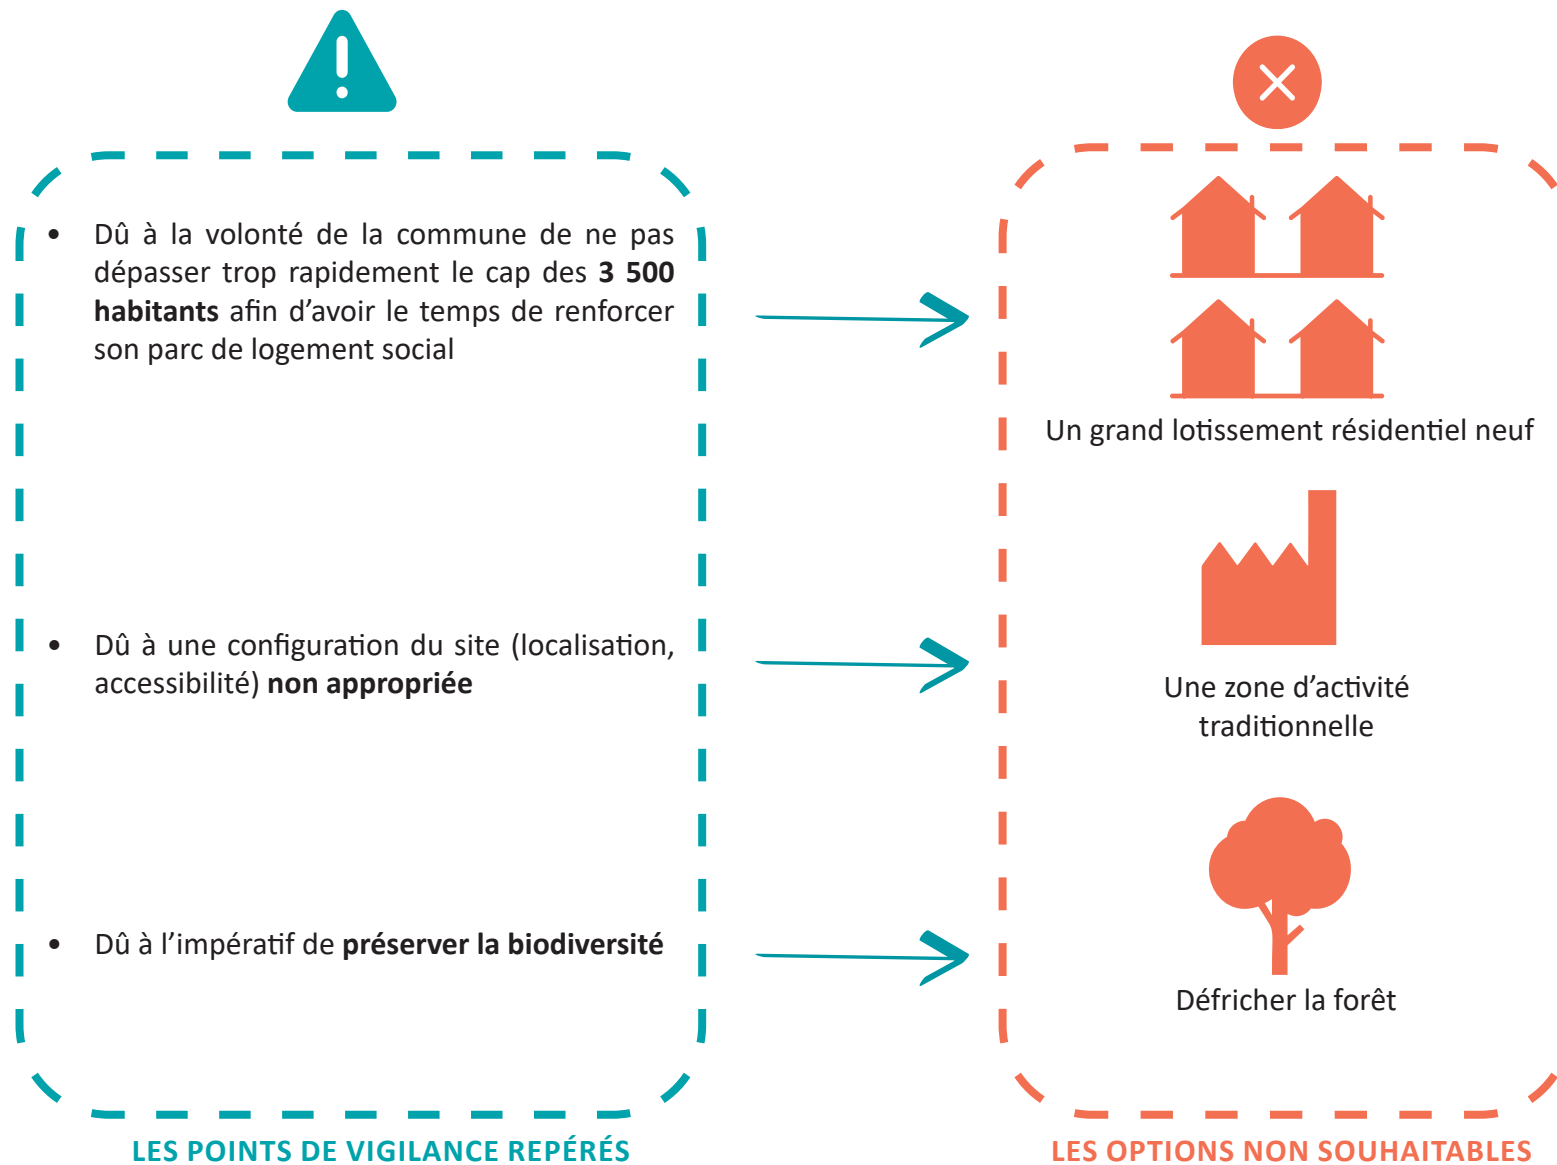 • Dû à la volonté de la commune de ne pas
dépasser trop rapidement le cap des 3 500
habitants afin d’avoir le temps de renforcer
son parc de logement social
• Dû à une configuration du site (localisation,
accessibilité) non appropriée
• Dû à l’impératif de préserver la biodiversité
LES POINTS DE VIGILANCE REPÉRÉS
Un grand lotissement résidentiel neuf
Une zone d’activité
traditionnelle
Défricher la forêt
LES OPTIONS NON SOUHAITABLES